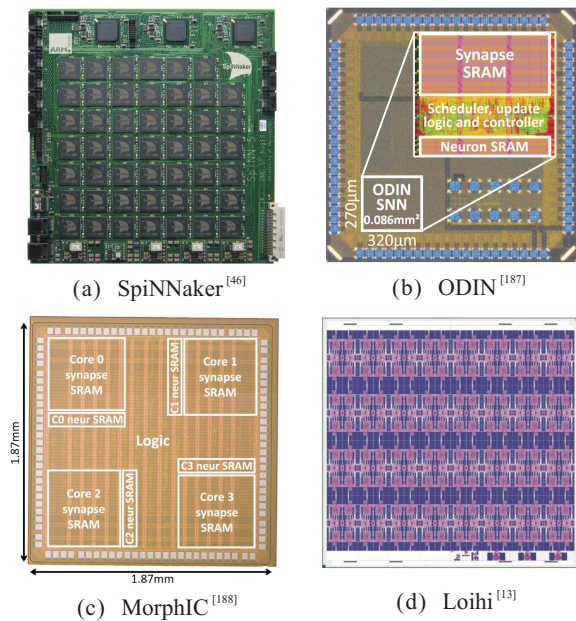 ARM
SpiNNaker
(a) SpiNNaker[46]
Synapse
SRAM
Scheduler, update
logic and controller
Neuron SRAM
ODIN
SNN
0.086mm²
270μm
320μm
(b) ODIN[187]
Core 0
synapse
SRAM
C0 neur SRAM
C1 neur SRAM
Core 1
synapse
SRAM
Logic
1.87mm
Core 2
synapse
SRAM
C2 neur SRAM
C3 neur SRAM
Core 3
synapse
SRAM
1.87mm
(c) MorphIC[188]
(d) Loihi[13]